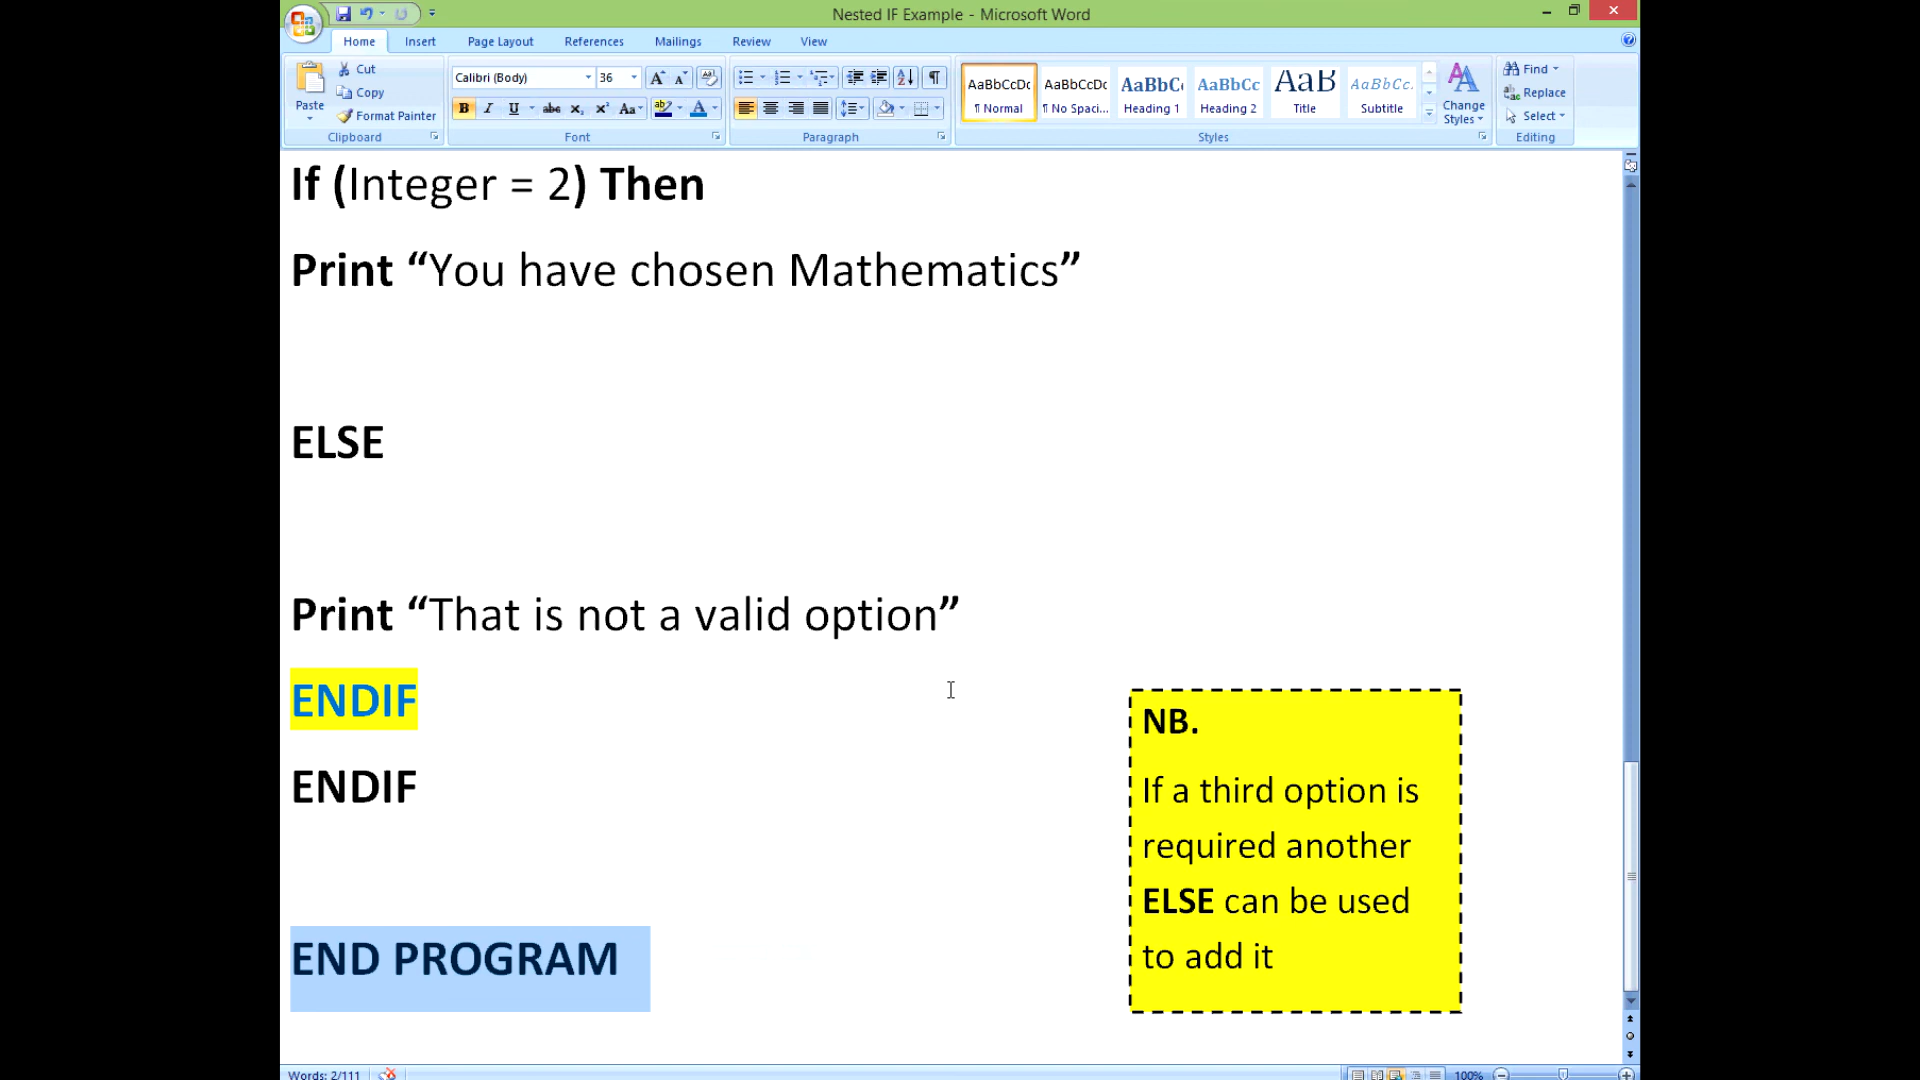 Nested IF Example - Microsoft Word
Home Insert Page Layout References Mailings Review View
Paste
Cut
Copy
Format Painter
Clipboard
Calibri (Body) 36
Font
Paragraph
AaBbCcDc AaBbCcDc AaBbC AaBbCc AaB AaBbCc.
¶ Normal ¶ No Spaci... Heading 1 Heading 2 Title Subtitle
Change Styles
Styles
Find
Replace
Select
Editing
If (Integer = 2) Then
Print “You have chosen Mathematics”
ELSE
Print “That is not a valid option”
ENDIF
ENDIF
END PROGRAM
NB.
If a third option is
required another
ELSE can be used
to add it
Words: 2/111
100%